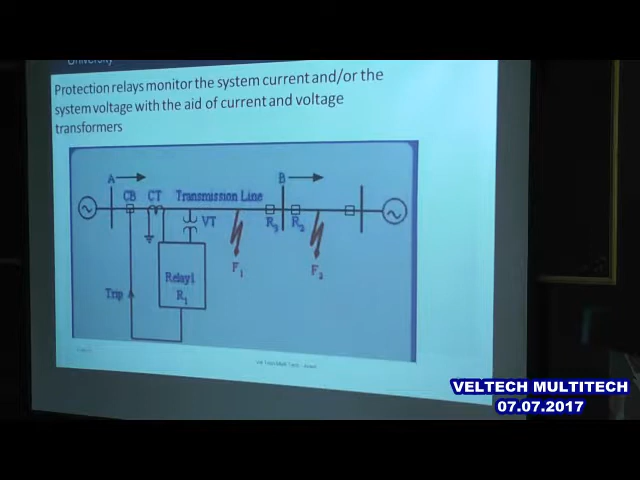 University
Protection relays monitor the system current and/or the
system voltage with the aid of current and voltage
transformers
A
B
CB CT Transmission Line
VT
R3 R2
F1
F2
Relay1
R1
Trip
VELTECH MULTITECH
07.07.2017